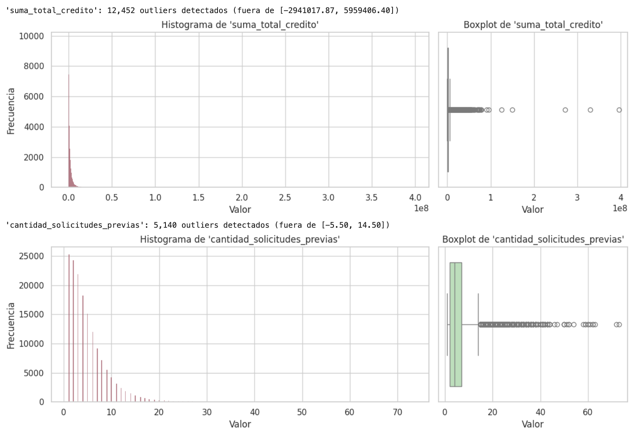 'suma_total_credito': 12,452 outliers detectados (fuera de [-2941017.87, 5959406.40])
Histograma de 'suma_total_credito'
Boxplot de 'suma_total_credito'
10000
8000
6000
4000
2000
0
Frecuencia
0.0 0.5 1.0 1.5 2.0 2.5 3.0 3.5 4.0
1e8
Valor
0 1 2 3 4
1e8
Valor
'cantidad_solicitudes_previas': 5,140 outliers detectados (fuera de [-5.50, 14.50])
Histograma de 'cantidad_solicitudes_previas'
Boxplot de 'cantidad_solicitudes_previas'
25000
20000
15000
10000
5000
0
Frecuencia
0 10 20 30 40 50 60 70
Valor
0 20 40 60
Valor